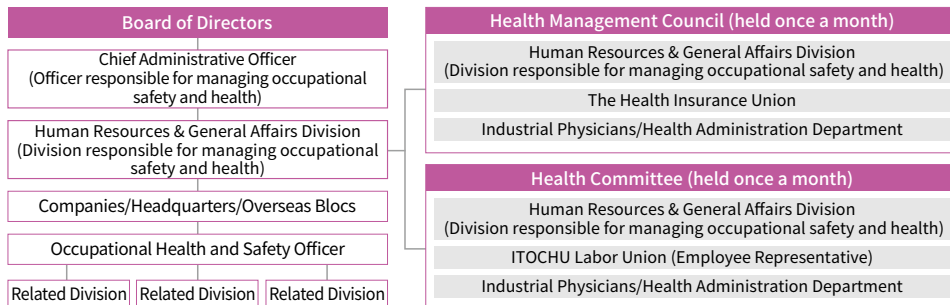 Board of Directors
Chief Administrative Officer
(Officer responsible for managing occupational
safety and health)
Human Resources & General Affairs Division
(Division responsible for managing occupational
safety and health)
Companies/Headquarters/Overseas Blocs
Occupational Health and Safety Officer
Related Division
Related Division
Related Division
Health Management Council (held once a month)
Human Resources & General Affairs Division
(Division responsible for managing occupational safety and health)
The Health Insurance Union
Industrial Physicians/Health Administration Department
Health Committee (held once a month)
Human Resources & General Affairs Division
(Division responsible for managing occupational safety and health)
ITOCHU Labor Union (Employee Representative)
Industrial Physicians/Health Administration Department